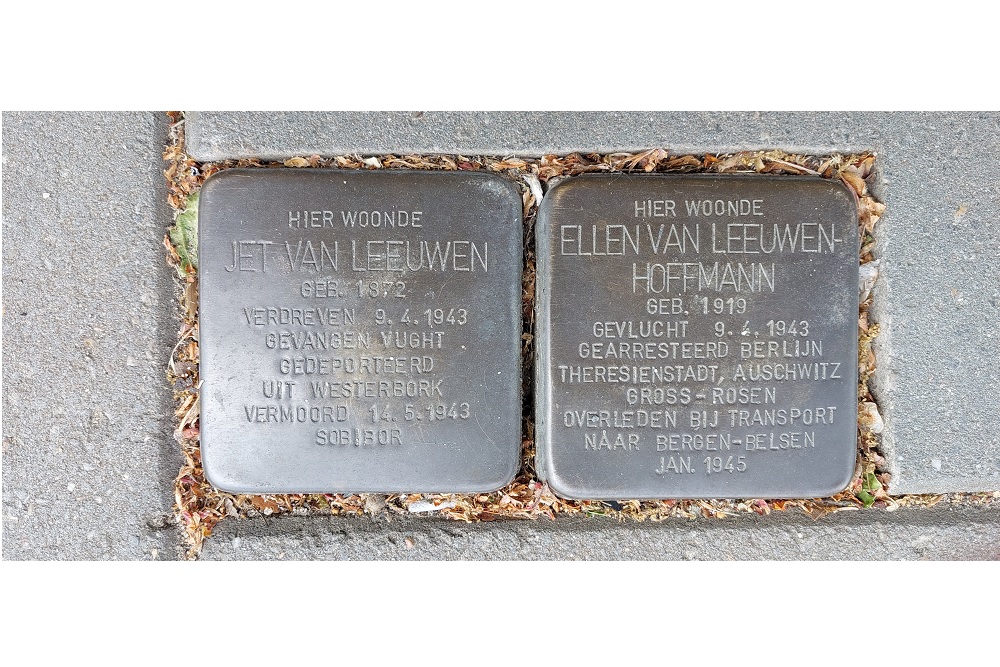 HIER WOONDE
JET VAN LEEUWEN
GEB. 1872
VERDREVEN 9.4.1943
GEVANGEN VUGHT
GEDEPORTEERD
UIT WESTERBORK
VERMOORD 14.5.1943
SOBIBOR
HIER WOONDE
ELLEN VAN LEEUWEN-
HOFFMANN
GEB. 1919
GEVLUCHT 9.4.1943
GEARRESTEERD BERLIJN
THERESIENSTADT, AUSCHWITZ
GROSS-ROSEN
OVERLEDEN BIJ TRANSPORT
NAAR BERGEN-BELSEN
JAN. 1945